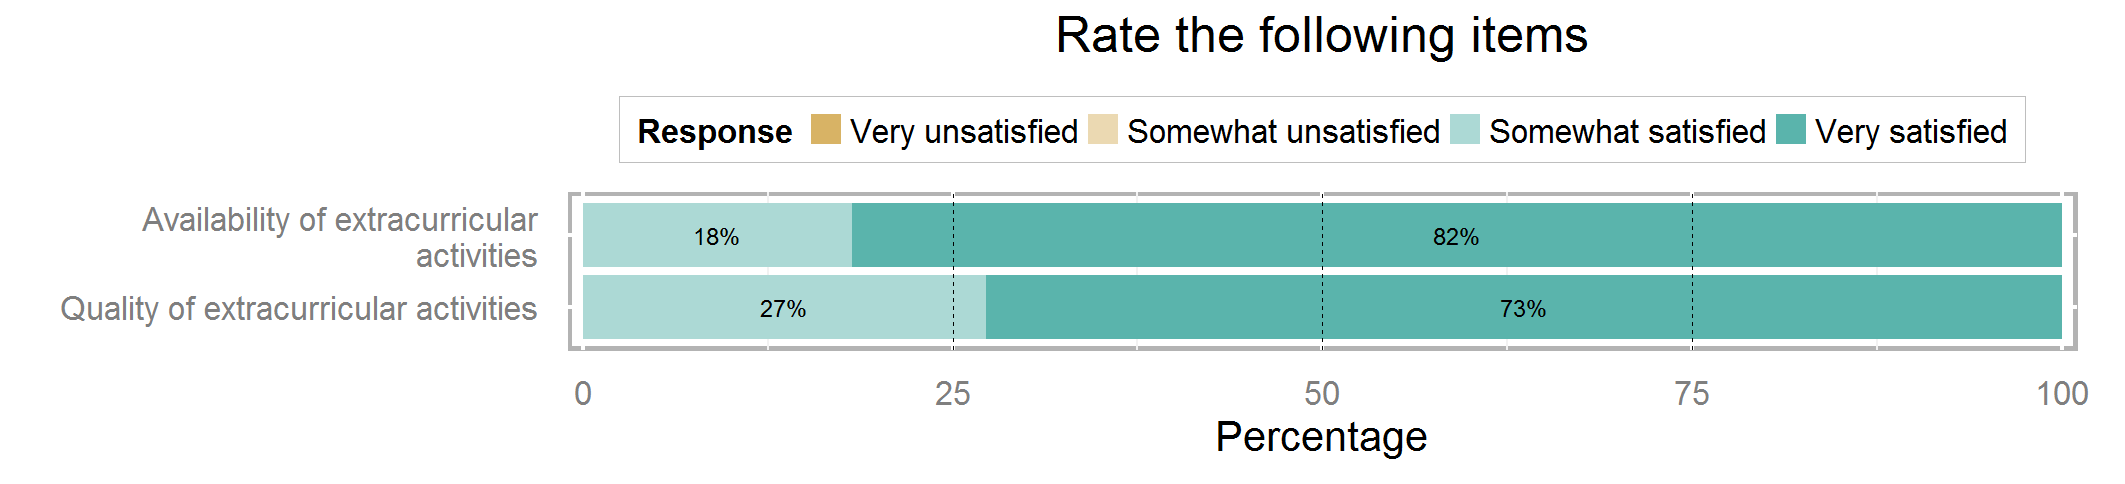 Rate the following items
Response Very unsatisfied Somewhat unsatisfied Somewhat satisfied Very satisfied
Availability of extracurricular
activities
18% 82%
Quality of extracurricular activities
27% 73%
0 25 50 75 100
Percentage